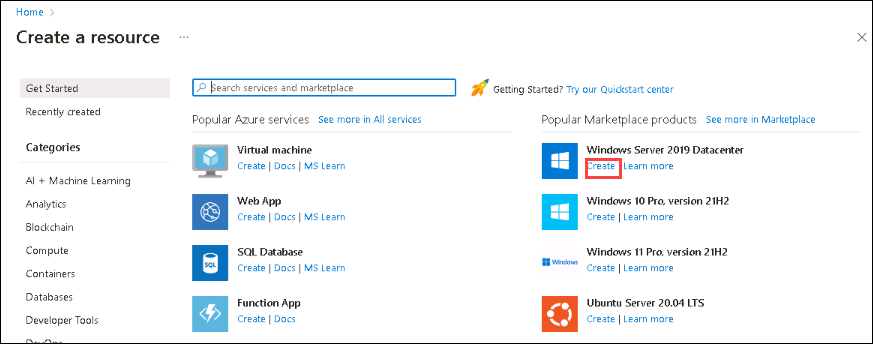 Home >
Create a resource ...
Get Started
Recently created
Categories
AI + Machine Learning
Analytics
Blockchain
Compute
Containers
Databases
Developer Tools
DevOps
Search services and marketplace
Getting Started? Try our Quickstart center
Popular Azure services See more in All services
Virtual machine
Create | Docs | MS Learn
Web App
Create | Docs | MS Learn
SQL Database
Create | Docs | MS Learn
Function App
Create | Docs
Popular Marketplace products See more in Marketplace
Windows Server 2019 Datacenter
Create | Learn more
Windows 10 Pro, version 21H2
Create | Learn more
Windows 11 Pro, version 21H2
Create | Learn more
Ubuntu Server 20.04 LTS
Create | Learn more
SQL
Windows